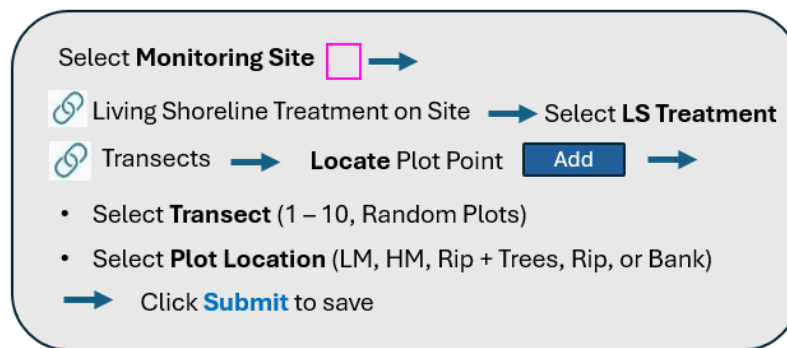 Select Monitoring Site
Living Shoreline Treatment on Site Select LS Treatment
Transects Locate Plot Point Add
• Select Transect (1 – 10, Random Plots)
• Select Plot Location (LM, HM, Rip + Trees, Rip, or Bank)
Click Submit to save